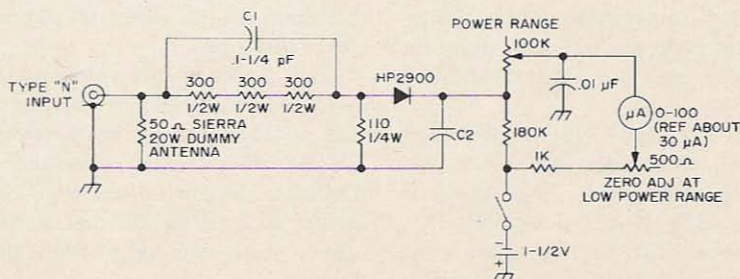 C1
.1-1/4 pF
TYPE "N"
INPUT
300
300
300
1/2W
1/2W
1/2W
50Ω SIERRA
20W DUMMY
ANTENNA
110
1/4W
HP2900
C2
POWER RANGE
100K
.01 μF
180K
1K
μA
0-100
(REF ABOUT
30 μA)
500Ω
ZERO ADJ AT
LOW POWER RANGE
-
+
1-1/2V